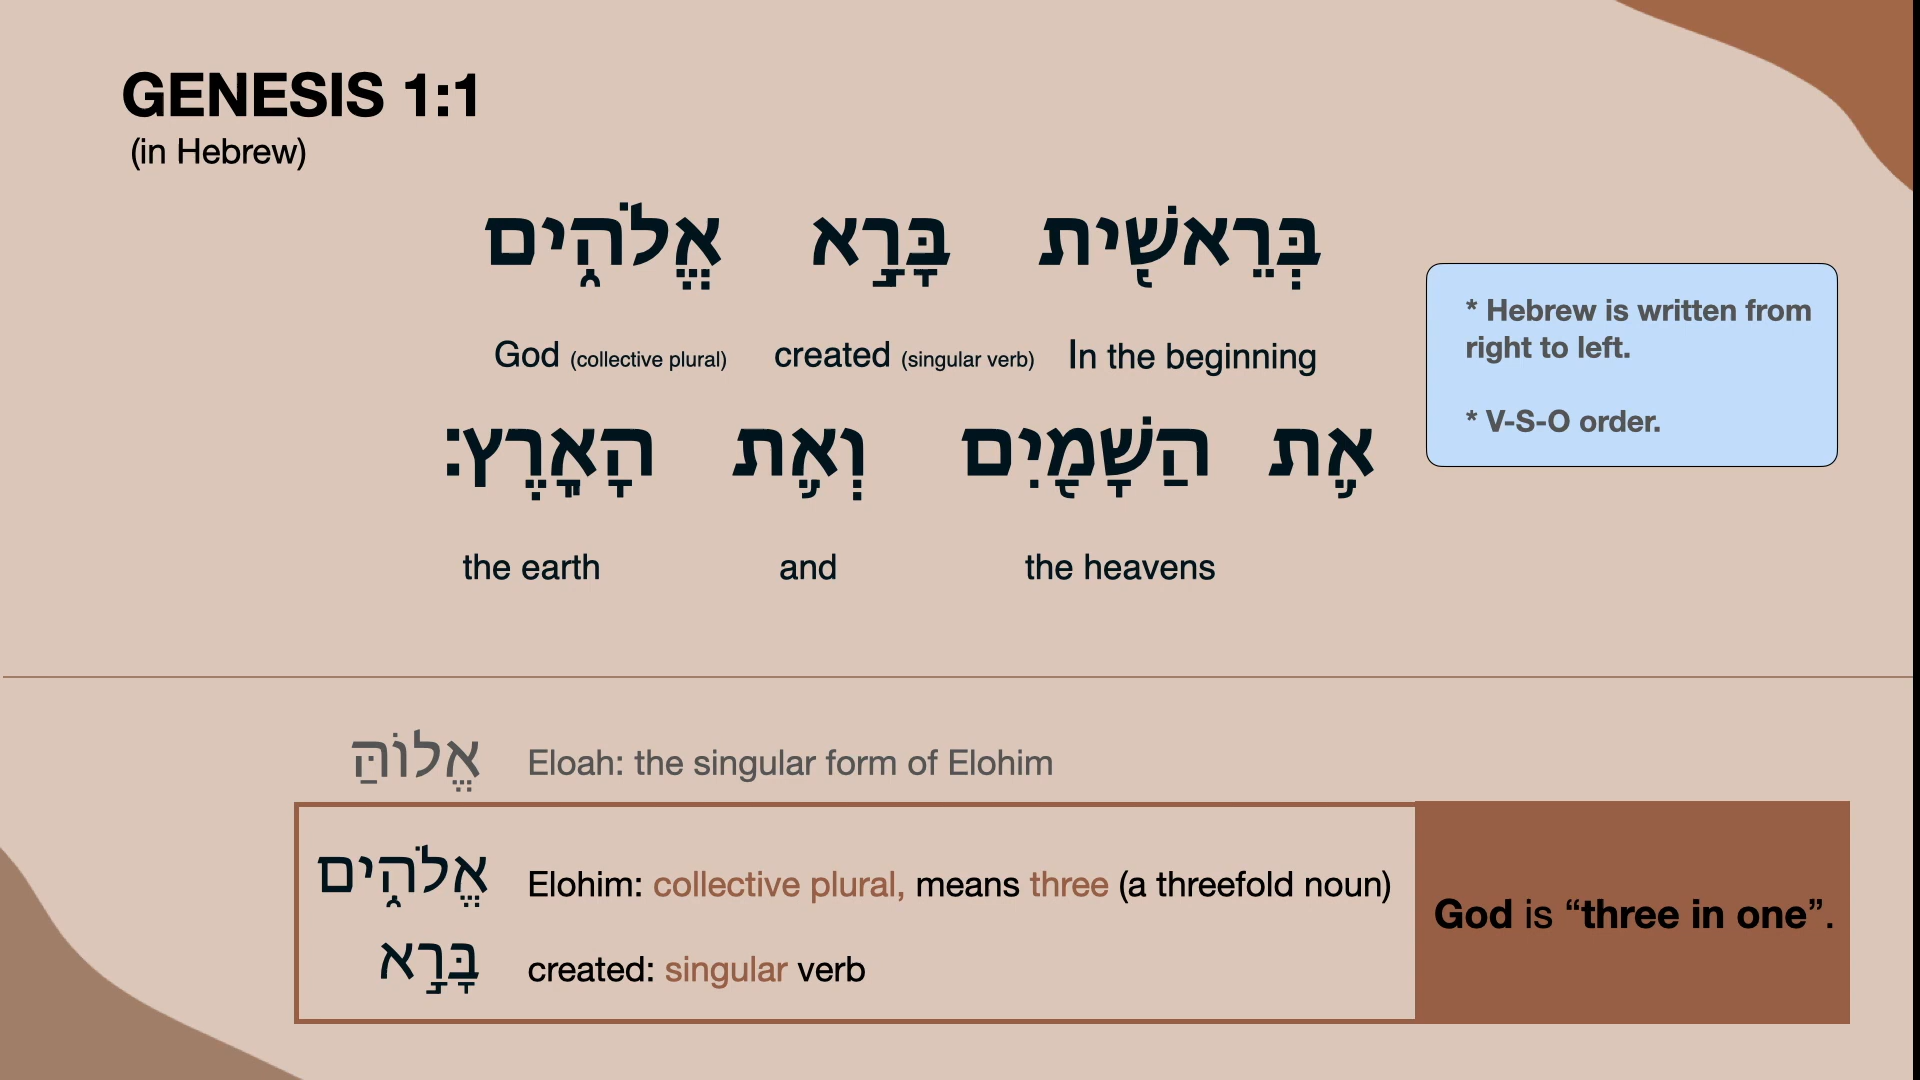 GENESIS 1:1
(in Hebrew)
בְּרֵאשִׁ֖ית בָּרָ֣א אֱלֹהִ֑ים
God (collective plural) created (singular verb) In the beginning
אֵ֥ת הַשָּׁמַ֖יִם וְאֵ֥ת הָאָֽרֶץ׃
the earth and the heavens
* Hebrew is written from
right to left.
* V-S-O order.
אֱלוֹהַּ Eloah: the singular form of Elohim
אֱלֹהִ֑ים Elohim: collective plural, means three (a threefold noun)
בָּרָ֣א created: singular verb
God is “three in one”.